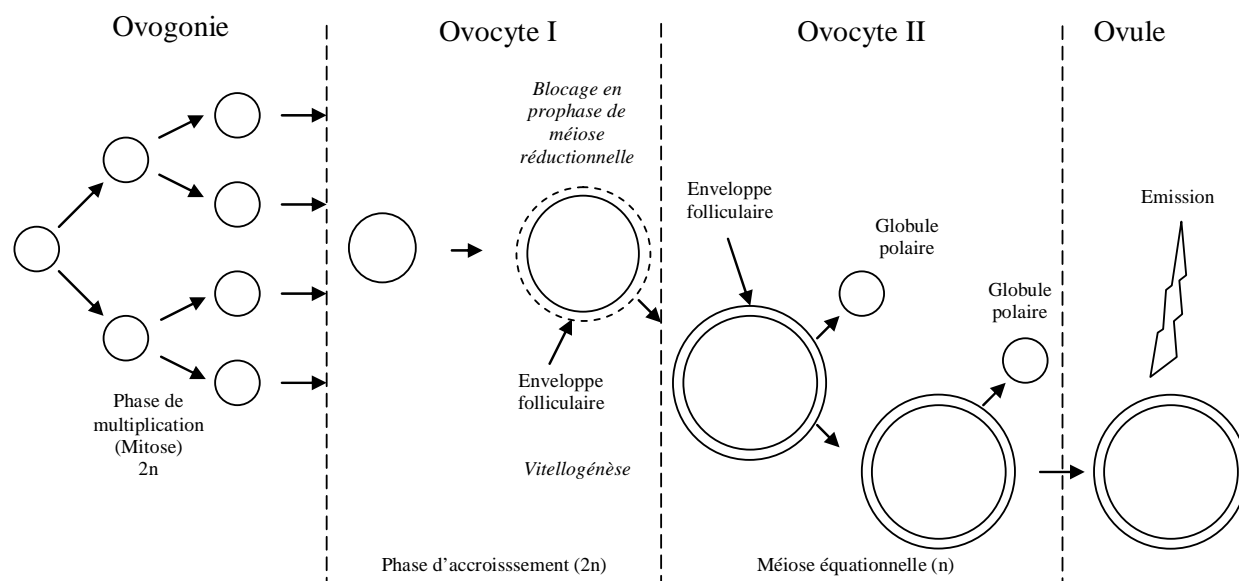 Ovogonie
Ovocyte I
Ovocyte II
Ovule
Phase de
multiplication
(Mitose)
2n
Blocage en
prophase de
méiose
réductionnelle
Enveloppe
folliculaire
Vitellogénèse
Phase d'accroisssement (2n)
Enveloppe
folliculaire
Globule
polaire
Globule
polaire
Méiose équationnelle (n)
Emission